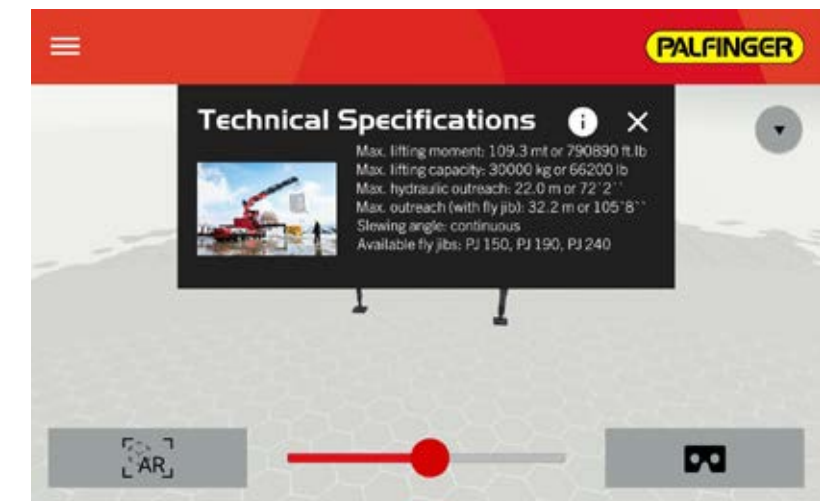 PALFINGER
Technical Specifications
Max. lifting moment: 109.3 mt or 790890 ft.lb
Max. lifting capacity: 30000 kg or 66200 lb
Max. hydraulic outreach: 22.0 m or 72`2``
Max. outreach (with fly jib): 32.2 m or 105`8``
Slewing angle: continuous
Available fly jibs: PJ 150, PJ 190, PJ 240
AR